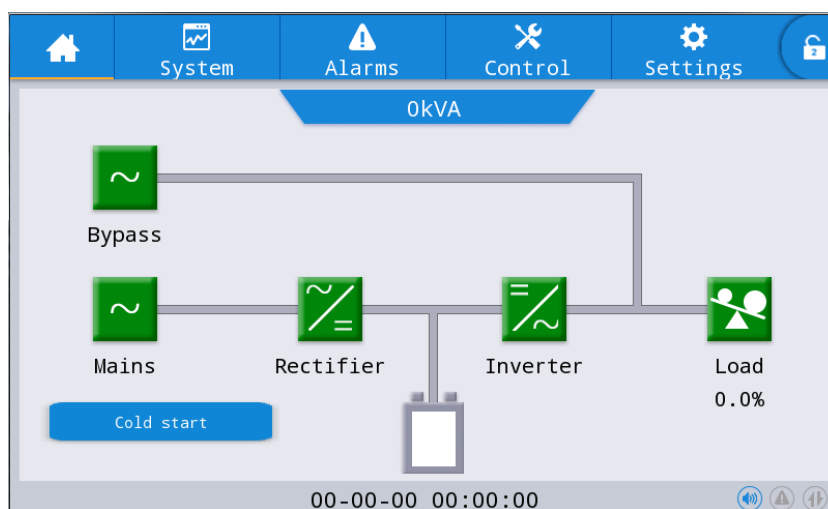 System Alarms Control Settings 2
0kVA
Bypass
Mains Rectifier Inverter Load
0.0%
Cold start
00-00-00 00:00:00